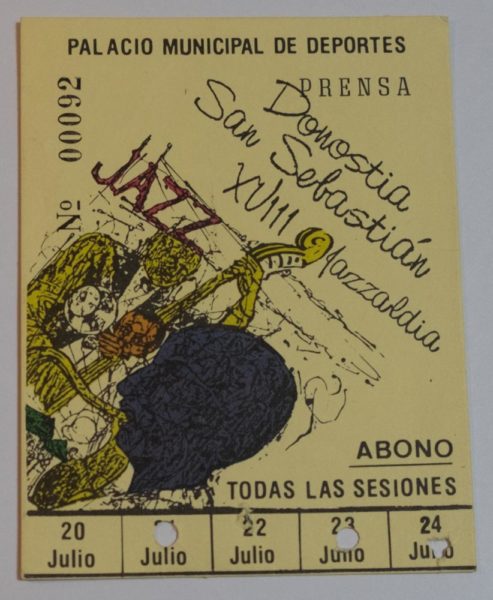 PALACIO MUNICIPAL DE DEPORTES
PRENSA
Nº 00092
Donostia
San Sebastián
XVIII Jazzaldia
JAZZ
ABONO
TODAS LAS SESIONES
20 Julio
Julio
22 Julio
23 Julio
24 Julio